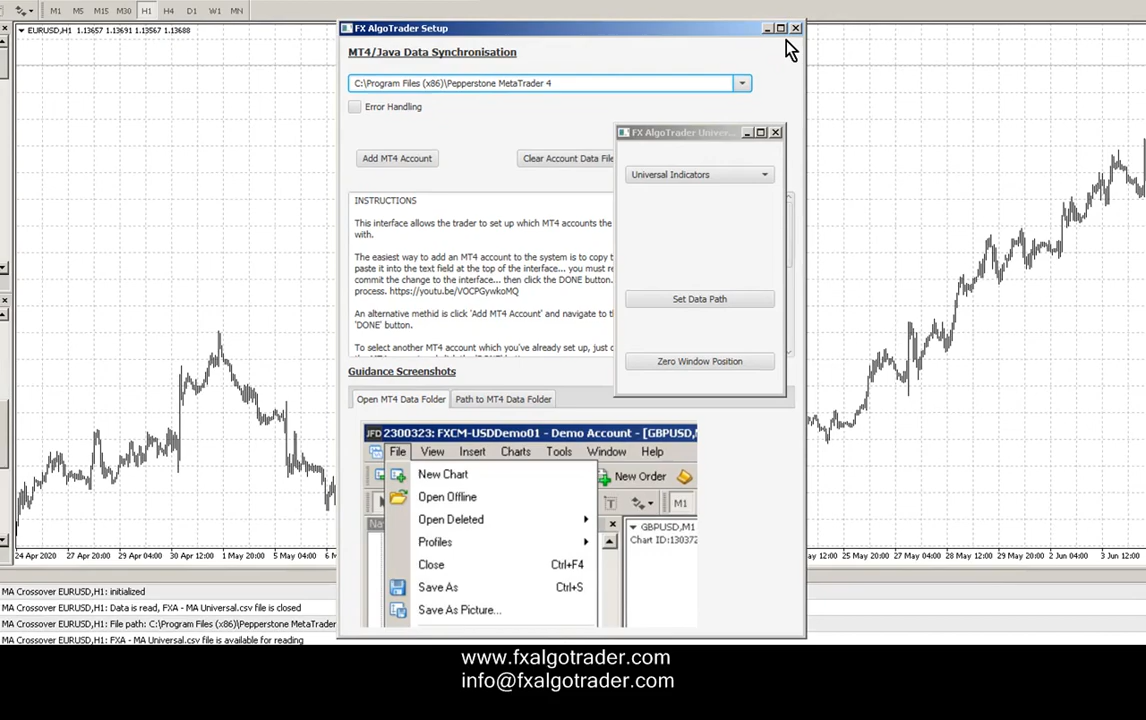 M1 M5 M15 M30 H1 H4 D1 W1 MN
EURUSD,H1 1.13657 1.13691 1.13567 1.13688
FX AlgoTrader Setup
MT4/Java Data Synchronisation
C:\Program Files (x86)\Pepperstone MetaTrader 4
Error Handling
Add MT4 Account
Clear Account Data File
FX AlgoTrader Univer...
Universal Indicators
Set Data Path
Zero Window Position
INSTRUCTIONS
This interface allows the trader to set up which MT4 accounts the
with.
The easiest way to add an MT4 account to the system is to copy t
paste it into the text field at the top of the interface... you must re
commit the change to the interface... then click the DONE button.
process. https://youtu.be/VOCPGywkoMQ
An alternative methid is click 'Add MT4 Account' and navigate to th
'DONE' button.
To select another MT4 account which you've already set up, just c
Guidance Screenshots
Open MT4 Data Folder
Path to MT4 Data Folder
JFD 2300323: FXCM-USDDemo01 - Demo Account - [GBPUSD,M
File View Insert Charts Tools Window Help
New Chart
Open Offline
Open Deleted
Profiles
Close Ctrl+F4
Save As Ctrl+S
Save As Picture...
New Order
T
M1
GBPUSD,M1
Chart ID:130372
24 Apr 2020 27 Apr 20:00 29 Apr 04:00 30 Apr 12:00 1 May 20:00 5 May 04:00
12:00 25 May 20:00 27 May 04:00 28 May 12:00 29 May 20:00 2 Jun 04:00 3 Jun 12:00
MA Crossover EURUSD,H1: initialized
MA Crossover EURUSD,H1: Data is read, FXA - MA Universal.csv file is closed
MA Crossover EURUSD,H1: File path: C:\Program Files (x86)\Pepperstone MetaTrader
MA Crossover EURUSD,H1: FXA - MA Universal.csv file is available for reading
www.fxalgotrader.com
info@fxalgotrader.com